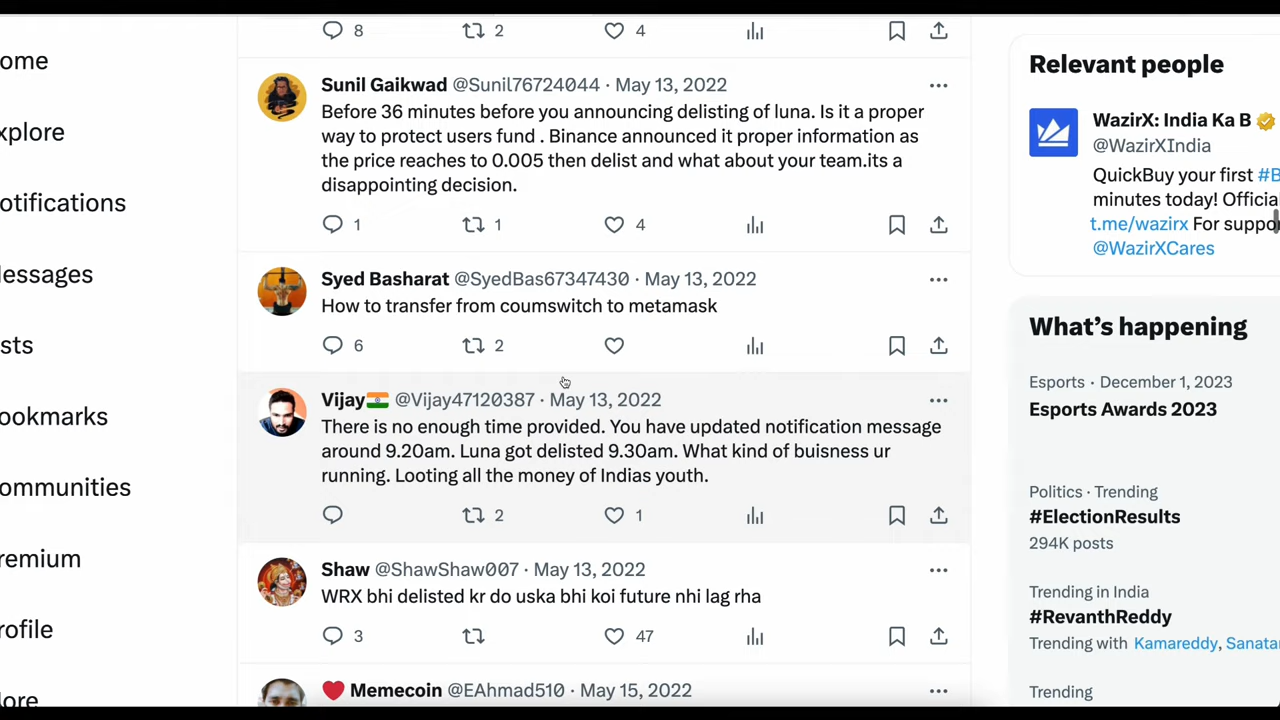 8 2 4
ome
Sunil Gaikwad @Sunil76724044 · May 13, 2022
Before 36 minutes before you announcing delisting of luna. Is it a proper
way to protect users fund . Binance announced it proper information as
the price reaches to 0.005 then delist and what about your team.its a
disappointing decision.
1 1 4
xplore
otifications
essages
sts
ookmarks
ommunities
remium
rofile
ore
Syed Basharat @SyedBas67347430 · May 13, 2022
How to transfer from coumswitch to metamask
6 2
Vijay @Vijay47120387 · May 13, 2022
There is no enough time provided. You have updated notification message
around 9.20am. Luna got delisted 9.30am. What kind of buisness ur
running. Looting all the money of Indias youth.
2 1
Shaw @ShawShaw007 · May 13, 2022
WRX bhi delisted kr do uska bhi koi future nhi lag rha
3 47
Memecoin @EAhmad510 · May 15, 2022
Relevant people
WazirX: India Ka B
@WazirXIndia
QuickBuy your first #B
minutes today! Officia
t.me/wazirx For suppo
@WazirXCares
What’s happening
Esports · December 1, 2023
Esports Awards 2023
Politics · Trending
#ElectionResults
294K posts
Trending in India
#RevanthReddy
Trending with Kamareddy, Sanata
Trending